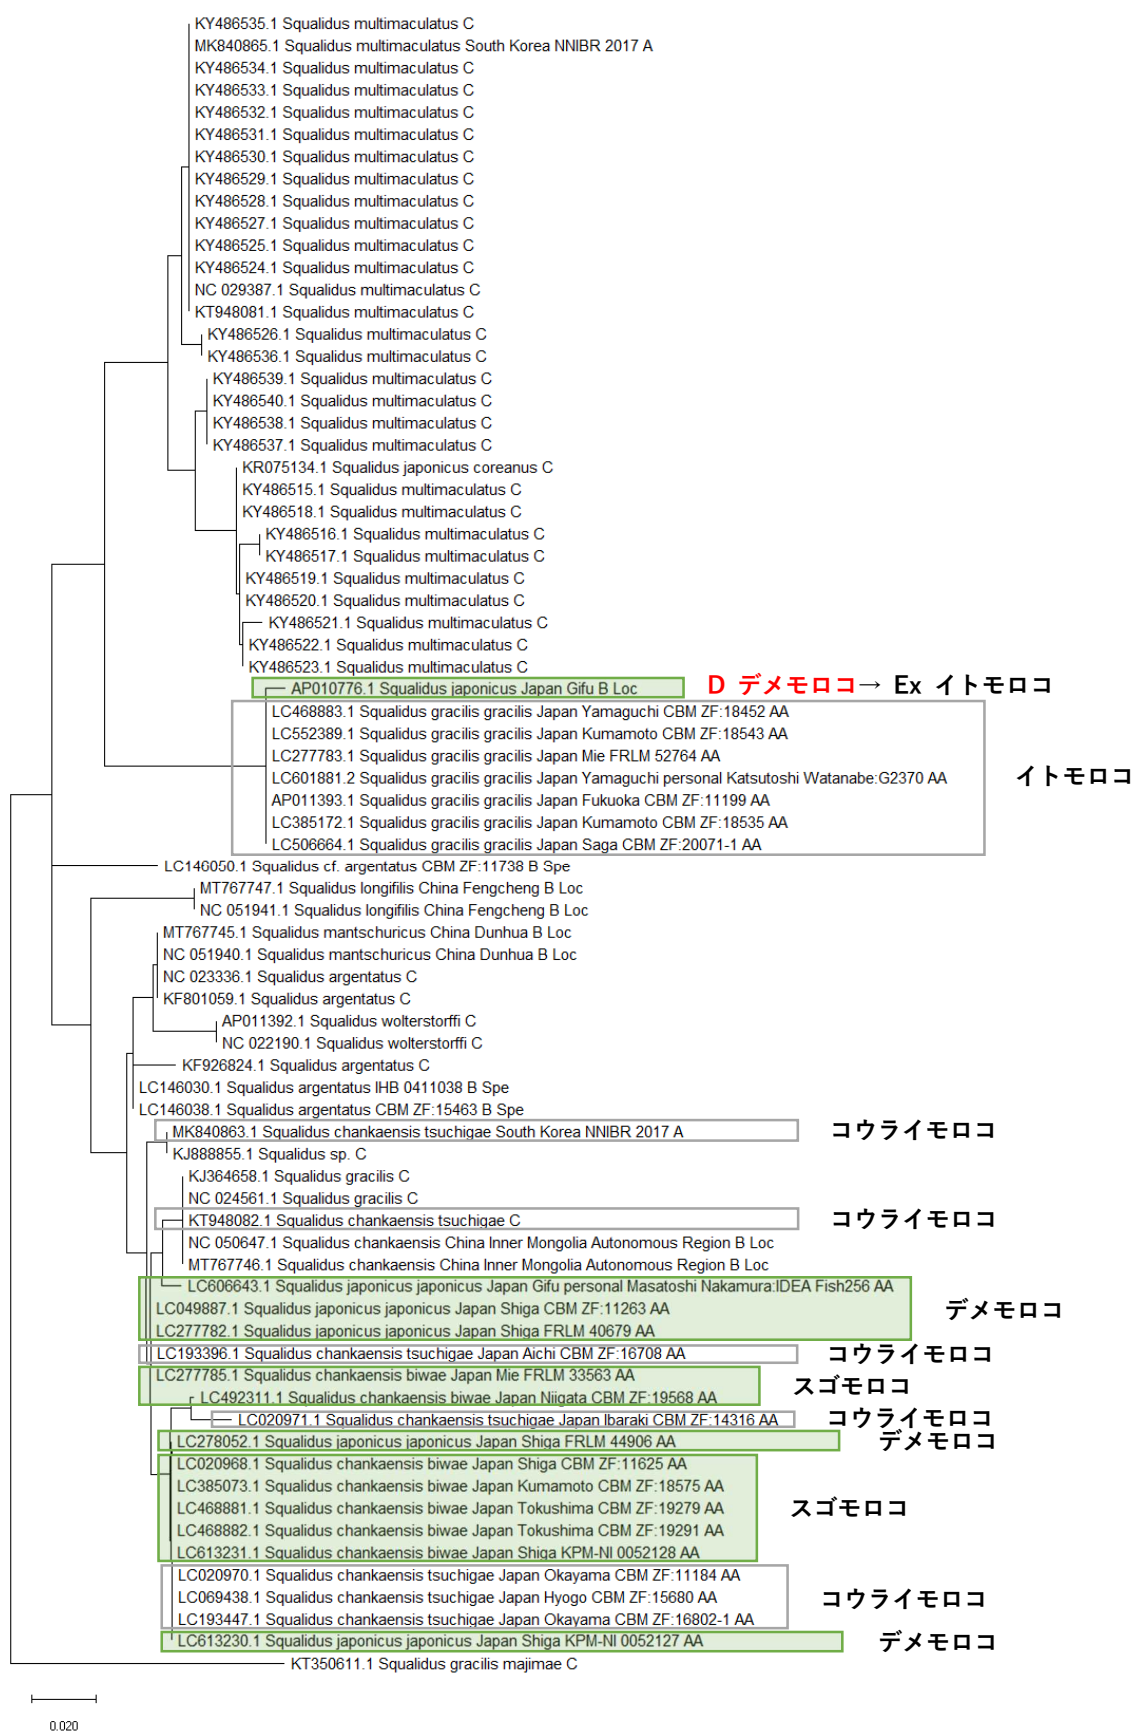 KY486535.1 Squalidus multimaculatus C
MK840865.1 Squalidus multimaculatus South Korea NNIBR 2017 A
KY486534.1 Squalidus multimaculatus C
KY486533.1 Squalidus multimaculatus C
KY486532.1 Squalidus multimaculatus C
KY486531.1 Squalidus multimaculatus C
KY486530.1 Squalidus multimaculatus C
KY486529.1 Squalidus multimaculatus C
KY486528.1 Squalidus multimaculatus C
KY486527.1 Squalidus multimaculatus C
KY486525.1 Squalidus multimaculatus C
KY486524.1 Squalidus multimaculatus C
NC 029387.1 Squalidus multimaculatus C
KT948081.1 Squalidus multimaculatus C
KY486526.1 Squalidus multimaculatus C
KY486536.1 Squalidus multimaculatus C
KY486539.1 Squalidus multimaculatus C
KY486540.1 Squalidus multimaculatus C
KY486538.1 Squalidus multimaculatus C
KY486537.1 Squalidus multimaculatus C
KR075134.1 Squalidus japonicus coreanus C
KY486515.1 Squalidus multimaculatus C
KY486518.1 Squalidus multimaculatus C
KY486516.1 Squalidus multimaculatus C
KY486517.1 Squalidus multimaculatus C
KY486519.1 Squalidus multimaculatus C
KY486520.1 Squalidus multimaculatus C
KY486521.1 Squalidus multimaculatus C
KY486522.1 Squalidus multimaculatus C
KY486523.1 Squalidus multimaculatus C
AP010776.1 Squalidus japonicus Japan Gifu B Loc D デメモロコ→ Ex イトモロコ
LC468883.1 Squalidus gracilis gracilis Japan Yamaguchi CBM ZF:18452 AA
LC552389.1 Squalidus gracilis gracilis Japan Kumamoto CBM ZF:18543 AA
LC277783.1 Squalidus gracilis gracilis Japan Mie FRLM 52764 AA
LC601881.2 Squalidus gracilis gracilis Japan Yamaguchi personal Katsutoshi Watanabe:G2370 AA イトモロコ
AP011393.1 Squalidus gracilis gracilis Japan Fukuoka CBM ZF:11199 AA
LC385172.1 Squalidus gracilis gracilis Japan Kumamoto CBM ZF:18535 AA
LC506664.1 Squalidus gracilis gracilis Japan Saga CBM ZF:20071-1 AA
LC146050.1 Squalidus cf. argentatus CBM ZF:11738 B Spe
MT767747.1 Squalidus longifilis China Fengcheng B Loc
NC 051941.1 Squalidus longifilis China Fengcheng B Loc
MT767745.1 Squalidus mantschuricus China Dunhua B Loc
NC 051940.1 Squalidus mantschuricus China Dunhua B Loc
NC 023336.1 Squalidus argentatus C
KF801059.1 Squalidus argentatus C
AP011392.1 Squalidus wolterstorffi C
NC 022190.1 Squalidus wolterstorffi C
KF926824.1 Squalidus argentatus C
LC146030.1 Squalidus argentatus IHB 0411038 B Spe
LC146038.1 Squalidus argentatus CBM ZF:15463 B Spe
MK840863.1 Squalidus chankaensis tsuchigae South Korea NNIBR 2017 A コウライモロコ
KJ888855.1 Squalidus sp. C
KJ364658.1 Squalidus gracilis C
NC 024561.1 Squalidus gracilis C
KT948082.1 Squalidus chankaensis tsuchigae C コウライモロコ
NC 050647.1 Squalidus chankaensis China Inner Mongolia Autonomous Region B Loc
MT767746.1 Squalidus chankaensis China Inner Mongolia Autonomous Region B Loc
LC606643.1 Squalidus japonicus japonicus Japan Gifu personal Masatoshi Nakamura:IDEA Fish256 AA
LC049887.1 Squalidus japonicus japonicus Japan Shiga CBM ZF:11263 AA デメモロコ
LC277782.1 Squalidus japonicus japonicus Japan Shiga FRLM 40679 AA
LC193396.1 Squalidus chankaensis tsuchigae Japan Aichi CBM ZF:16708 AA コウライモロコ
LC277785.1 Squalidus chankaensis biwae Japan Mie FRLM 33563 AA スゴモロコ
LC492311.1 Squalidus chankaensis biwae Japan Niigata CBM ZF:19568 AA
LC020971.1 Squalidus chankaensis tsuchigae Japan Ibaraki CBM ZF:14316 AA コウライモロコ
LC278052.1 Squalidus japonicus japonicus Japan Shiga FRLM 44906 AA デメモロコ
LC020968.1 Squalidus chankaensis biwae Japan Shiga CBM ZF:11625 AA
LC385073.1 Squalidus chankaensis biwae Japan Kumamoto CBM ZF:18575 AA
LC468881.1 Squalidus chankaensis biwae Japan Tokushima CBM ZF:19279 AA スゴモロコ
LC468882.1 Squalidus chankaensis biwae Japan Tokushima CBM ZF:19291 AA
LC613231.1 Squalidus chankaensis biwae Japan Shiga KPM-NI 0052128 AA
LC020970.1 Squalidus chankaensis tsuchigae Japan Okayama CBM ZF:11184 AA
LC069438.1 Squalidus chankaensis tsuchigae Japan Hyogo CBM ZF:15680 AA コウライモロコ
LC193447.1 Squalidus chankaensis tsuchigae Japan Okayama CBM ZF:16802-1 AA
LC613230.1 Squalidus japonicus japonicus Japan Shiga KPM-NI 0052127 AA デメモロコ
KT350611.1 Squalidus gracilis majimae C
0.020